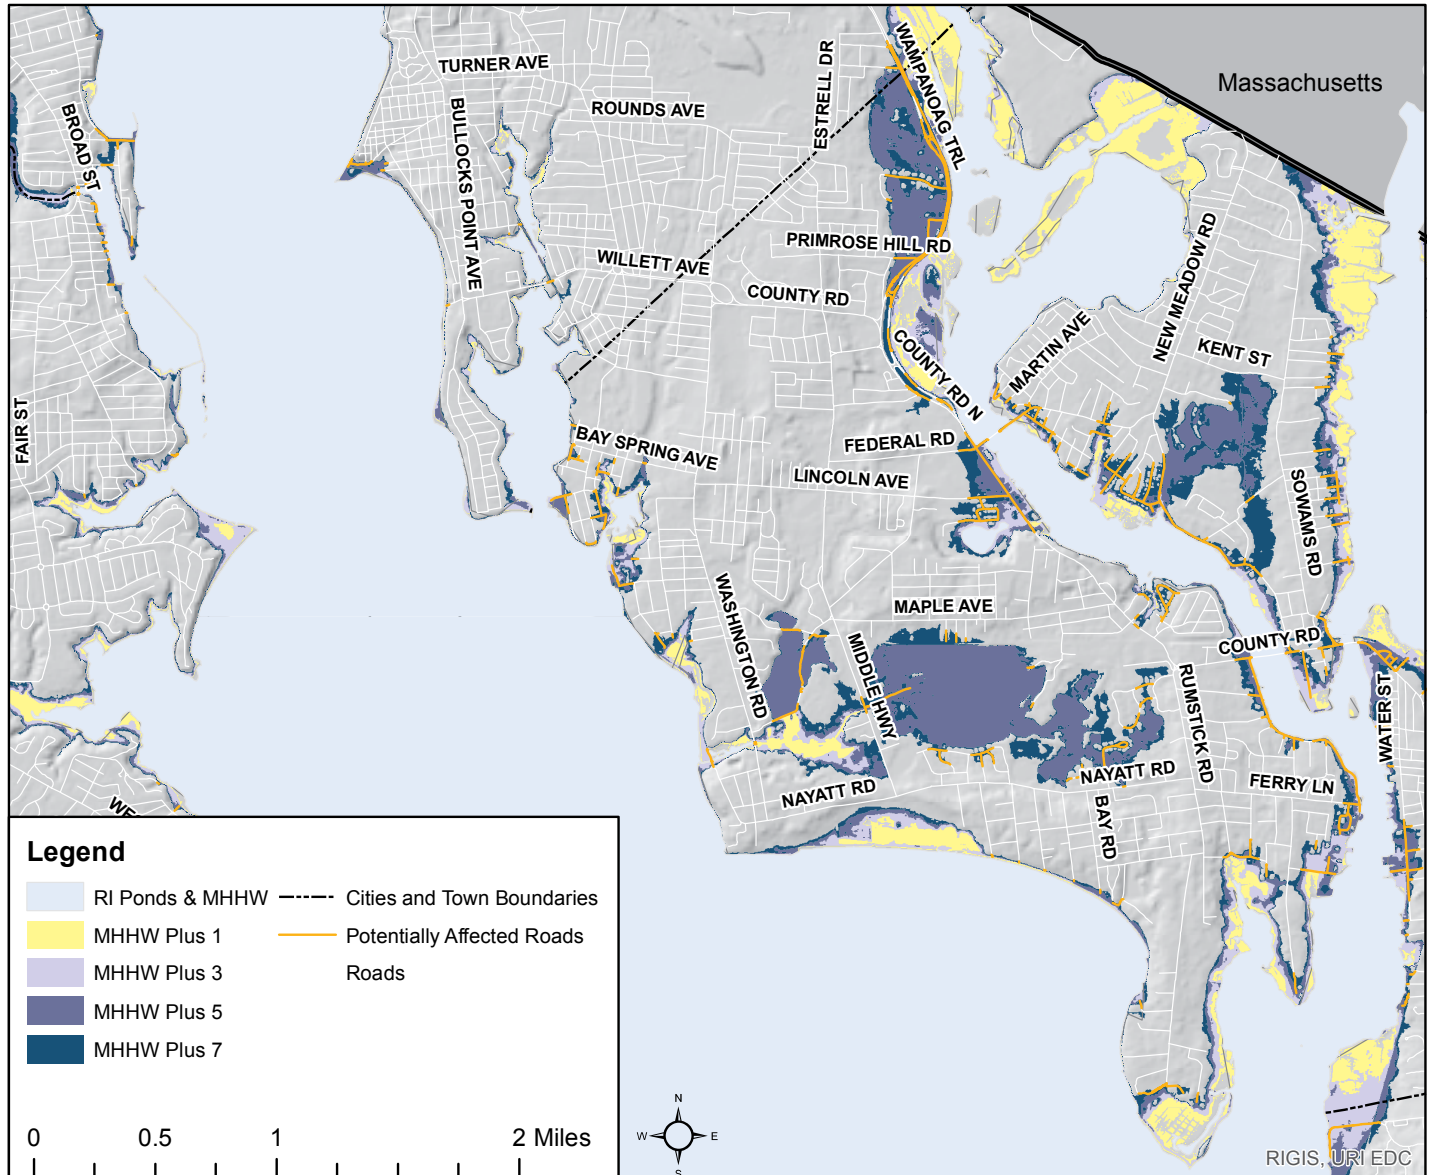 Massachusetts
WAMPANOAG TRL
TURNER AVE
ESTRELL DR
BROAD ST
BULLOCKS POINT AVE
ROUNDS AVE
PRIMROSE HILL RD
NEW MEADOW RD
WILLETT AVE
COUNTY RD
MARTIN AVE
KENT ST
COUNTY RD N
FAIR ST
BAY SPRING AVE
FEDERAL RD
LINCOLN AVE
SOWAMS RD
WASHINGTON RD
MAPLE AVE
MIDDLE HWY
COUNTY RD
RUMSTICK RD
WATER ST
NAYATT RD
NAYATT RD
FERRY LN
BAY RD
Legend
RI Ponds & MHHW
Cities and Town Boundaries
MHHW Plus 1
Potentially Affected Roads
MHHW Plus 3
Roads
MHHW Plus 5
MHHW Plus 7
0 0.5 1 2 Miles
N
W E
S
RIGIS, URI EDC